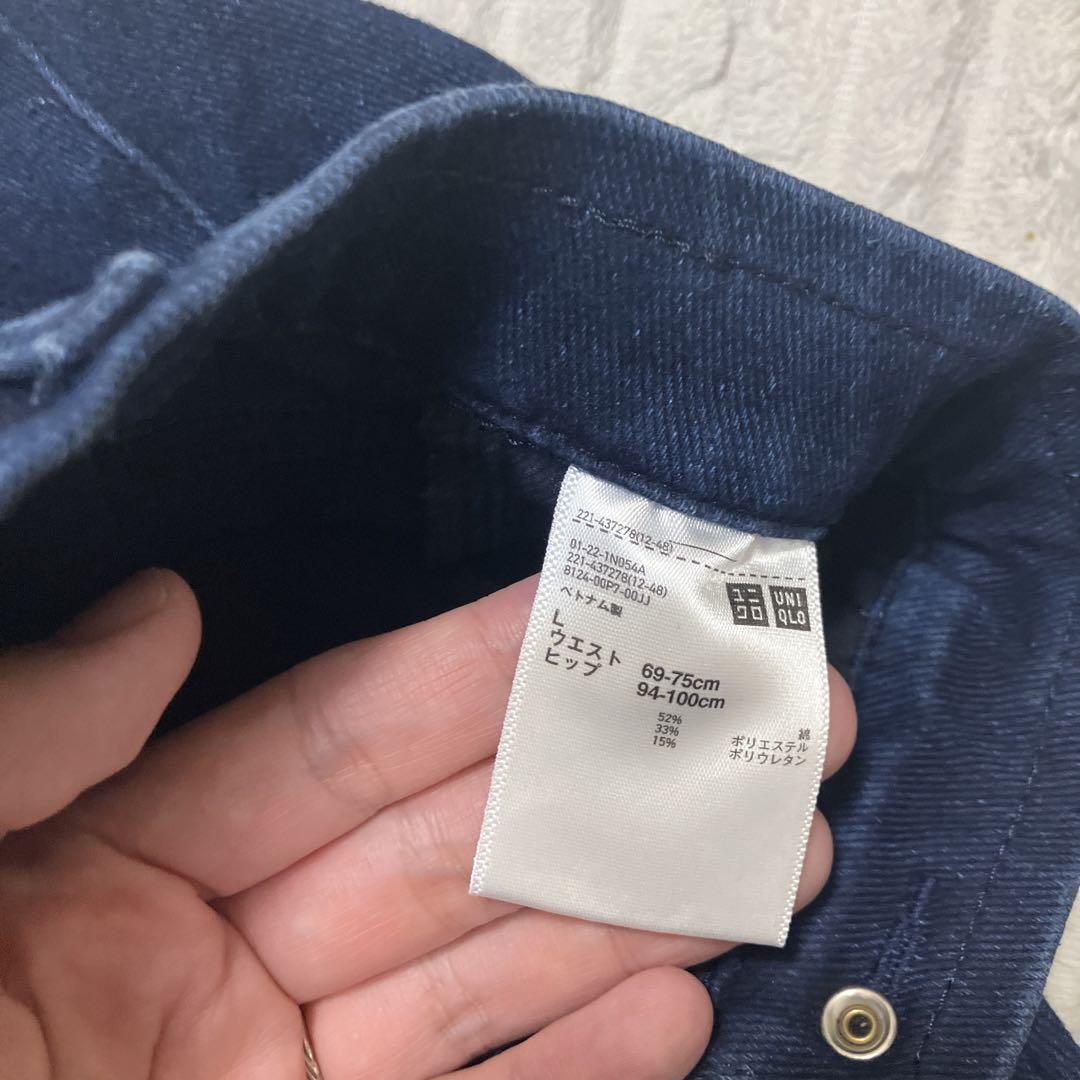 221-437278(12-48)
01-22-1N054A
221-437278(12-48)
8124-00P7-00JJ
ベトナム製
ユニ
クロ
UNI
QLO
L
ウエスト 69-75cm
ヒップ 94-100cm
52% 綿
33% ポリエステル
15% ポリウレタン